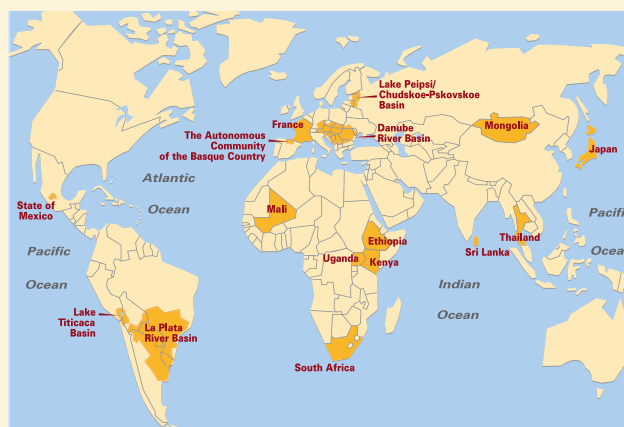 Lake Peipsi/
Chudskoe-Pskovskoe
Basin
France
Danube
River Basin
Mongolia
The Autonomous
Community
of the Basque Country
Japan
Atlantic
Ocean
State of
Mexico
Mali
Pacific
Ocean
Ethiopia
Uganda
Kenya
Thailand
Sri Lanka
Pacifi
Ocea
Indian
Ocean
Lake
Titicaca
Basin
La Plata
River Basin
South Africa